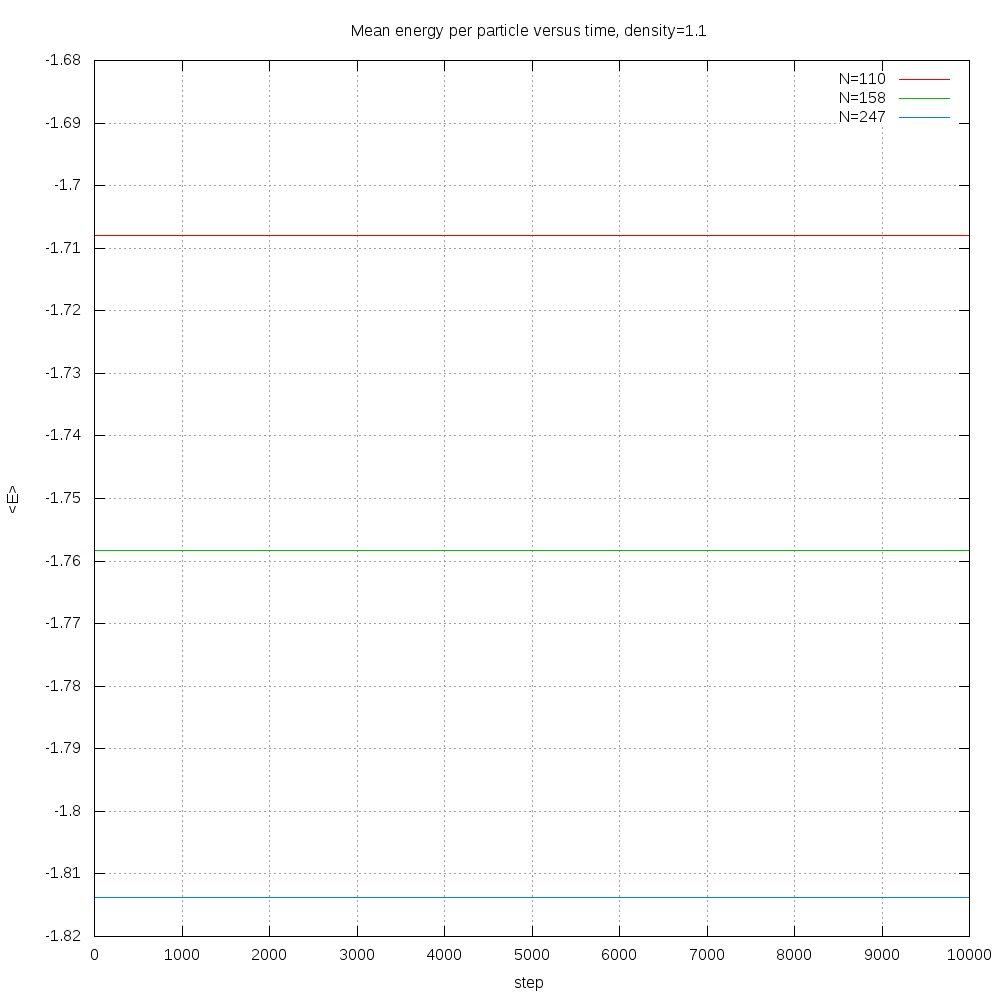 Mean energy per particle versus time, density=1.1
N=110
N=158
N=247
-1.68
-1.69
-1.7
-1.71
-1.72
-1.73
-1.74
-1.75
-1.76
-1.77
-1.78
-1.79
-1.8
-1.81
-1.82
<E>
0 1000 2000 3000 4000 5000 6000 7000 8000 9000 10000
step